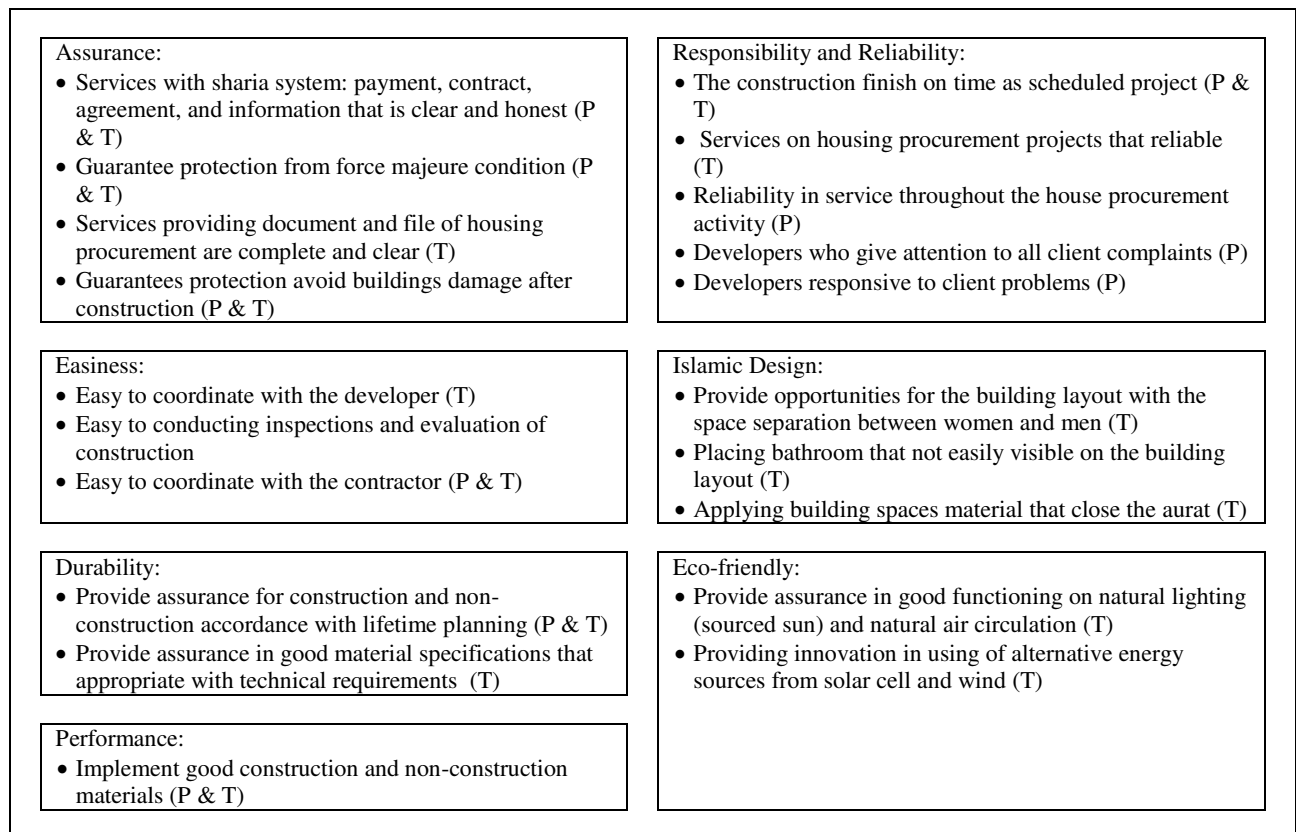 Assurance:
• Services with sharia system: payment, contract,
agreement, and information that is clear and honest (P
& T)
• Guarantee protection from force majeure condition (P
& T)
• Services providing document and file of housing
procurement are complete and clear (T)
• Guarantees protection avoid buildings damage after
construction (P & T)
Responsibility and Reliability:
• The construction finish on time as scheduled project (P &
T)
• Services on housing procurement projects that reliable
(T)
• Reliability in service throughout the house procurement
activity (P)
• Developers who give attention to all client complaints (P)
• Developers responsive to client problems (P)
Easiness:
• Easy to coordinate with the developer (T)
• Easy to conducting inspections and evaluation of
construction
• Easy to coordinate with the contractor (P & T)
Islamic Design:
• Provide opportunities for the building layout with the
space separation between women and men (T)
• Placing bathroom that not easily visible on the building
layout (T)
• Applying building spaces material that close the aurat (T)
Durability:
• Provide assurance for construction and non-
construction accordance with lifetime planning (P & T)
• Provide assurance in good material specifications that
appropriate with technical requirements (T)
Eco-friendly:
• Provide assurance in good functioning on natural lighting
(sourced sun) and natural air circulation (T)
• Providing innovation in using of alternative energy
sources from solar cell and wind (T)
Performance:
• Implement good construction and non-construction
materials (P & T)